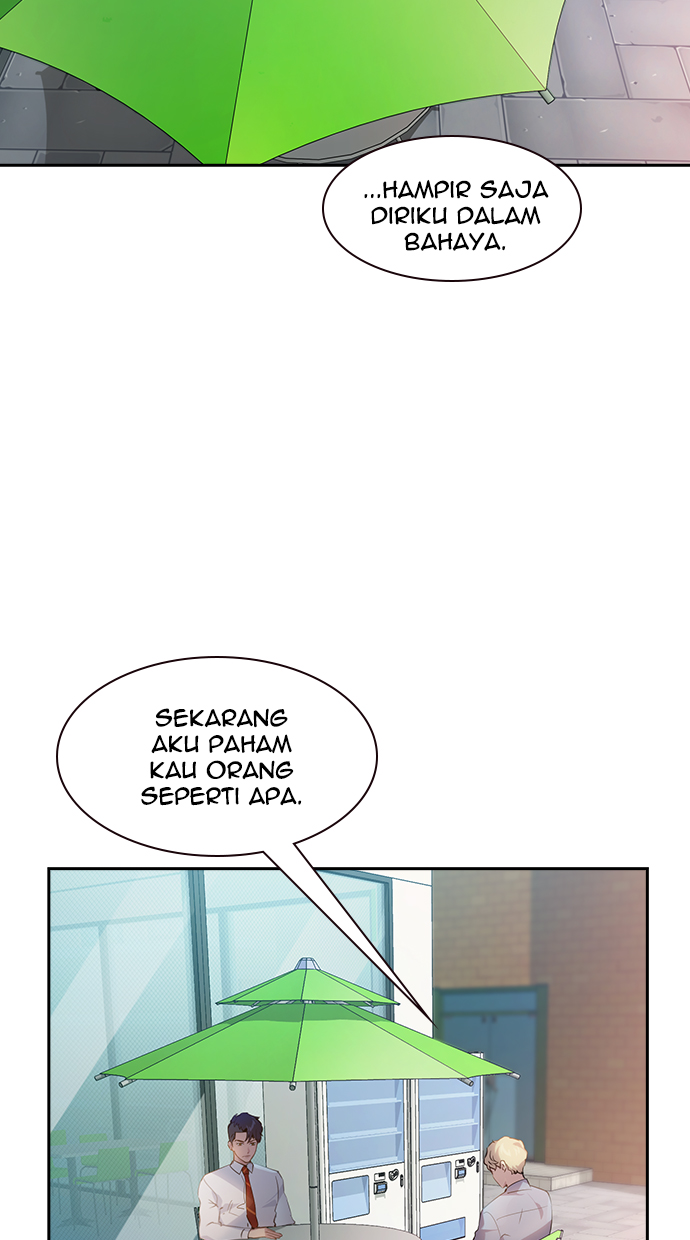 ...HAMPIR SAJA
DIRIKU DALAM
BAHAYA.
SEKARANG
AKU PAHAM
KAU ORANG
SEPERTI APA.